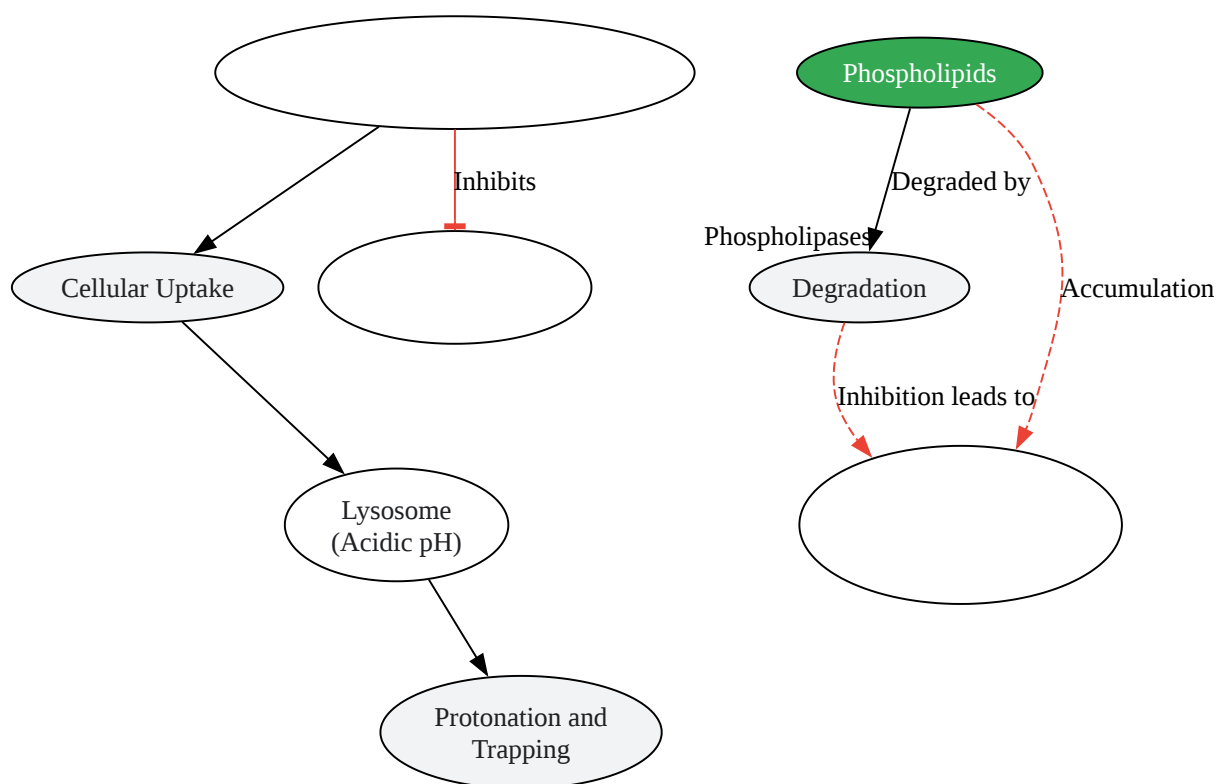 Phospholipids
Inhibits
Degraded by
Phospholipases
Cellular Uptake
Degradation
Accumulation
Inhibition leads to
Lysosome
(Acidic pH)
Protonation and
Trapping